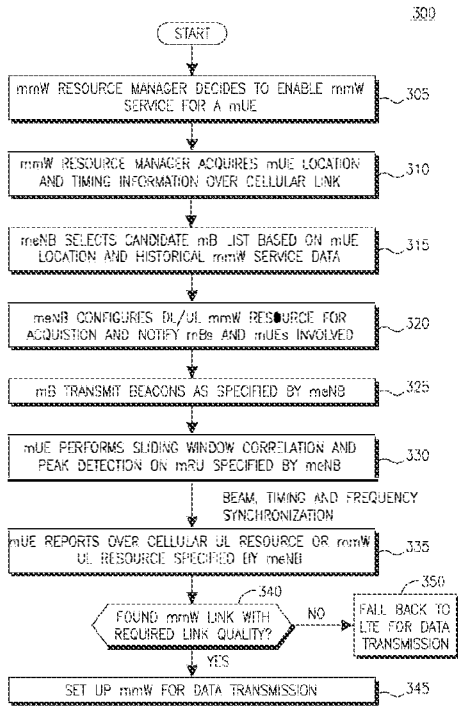 300
START
mmW RESOURCE MANAGER DECIDES TO ENABLE mmW
SERVICE FOR A mUE
305
mmW RESOURCE MANAGER ACQUIRES mUE LOCATION
AND TIMING INFORMATION OVER CELLULAR LINK
310
meNB SELECTS CANDIDATE mB LIST BASED ON mUE
LOCATION AND HISTORICAL mmW SERVICE DATA
315
meNB CONFIGURES DL/UL mmW RESOURCE FOR
ACQUISTION AND NOTIFY mBs AND mUEs INVOLVED
320
mB TRANSMIT BEACONS AS SPECIFIED BY meNB
325
mUE PERFORMS SLIDING WINDOW CORRELATION AND
PEAK DETECTION ON mRU SPECIFIED BY meNB
330
BEAM, TIMING AND FREQUENCY
SYNCHRONIZATION
mUE REPORTS OVER CELLULAR UL RESOURCE OR mmW
UL RESOURCE SPECIFIED BY meNB
335
340
FOUND mmW LINK WITH
REQUIRED LINK QUALITY?
NO
350
FALL BACK TO
LTE FOR DATA
TRANSMISSION
YES
SET UP mmW FOR DATA TRANSMISSION
345